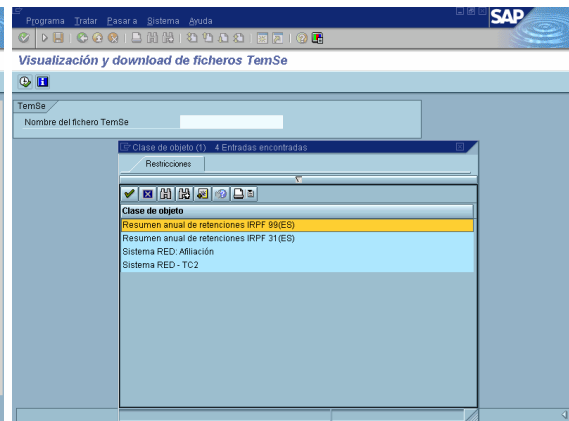 Programa Tratar Pasar a Sistema Ayuda
SAP
Visualización y download de ficheros TemSe
TemSe
Nombre del fichero TemSe
Clase de objeto (1) 4 Entradas encontradas
Restricciones
Clase de objeto
Resumen anual de retenciones IRPF 99(ES)
Resumen anual de retenciones IRPF 31(ES)
Sistema RED: Afiliación
Sistema RED - TC2